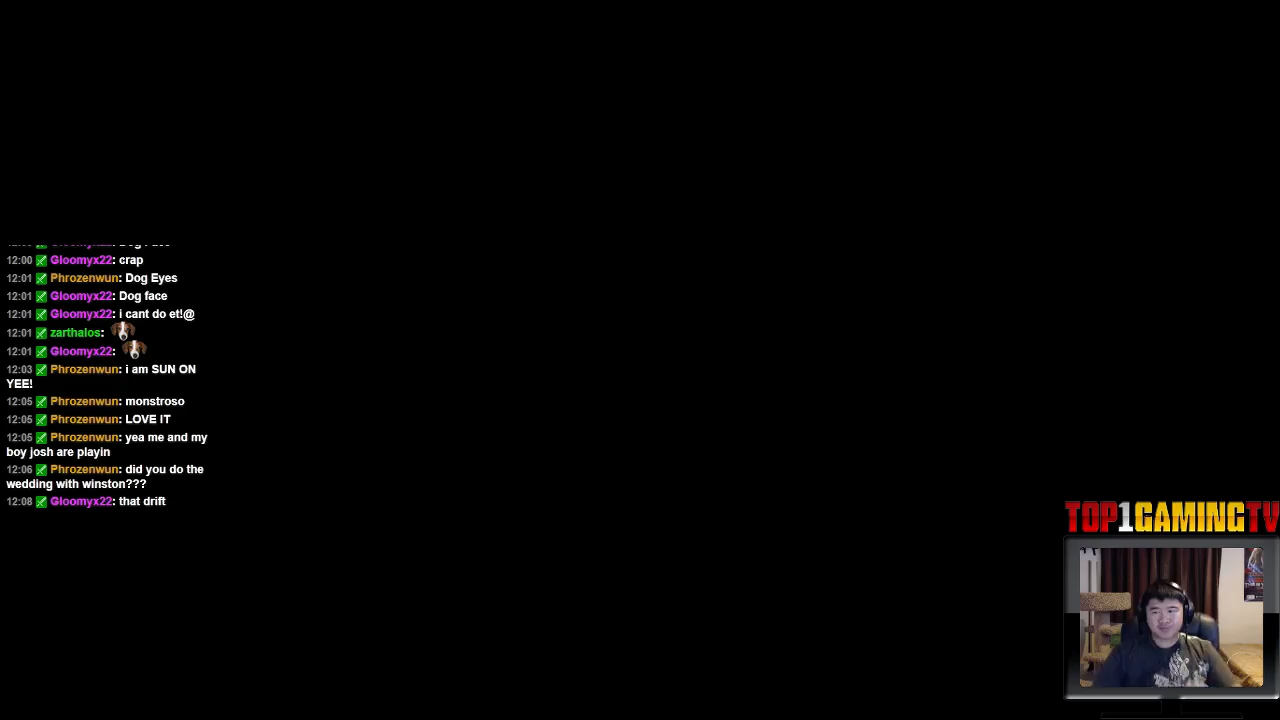 12:00 Gloomyx22: crap
12:01 Phrozenwun: Dog Eyes
12:01 Gloomyx22: Dog face
12:01 Gloomyx22: i cant do et!@
12:01 zarthalos:
12:01 Gloomyx22:
12:03 Phrozenwun: i am SUN ON
YEE!
12:05 Phrozenwun: monstroso
12:05 Phrozenwun: LOVE IT
12:05 Phrozenwun: yea me and my
boy josh are playin
12:06 Phrozenwun: did you do the
wedding with winston???
12:08 Gloomyx22: that drift
TOP1GAMINGTV